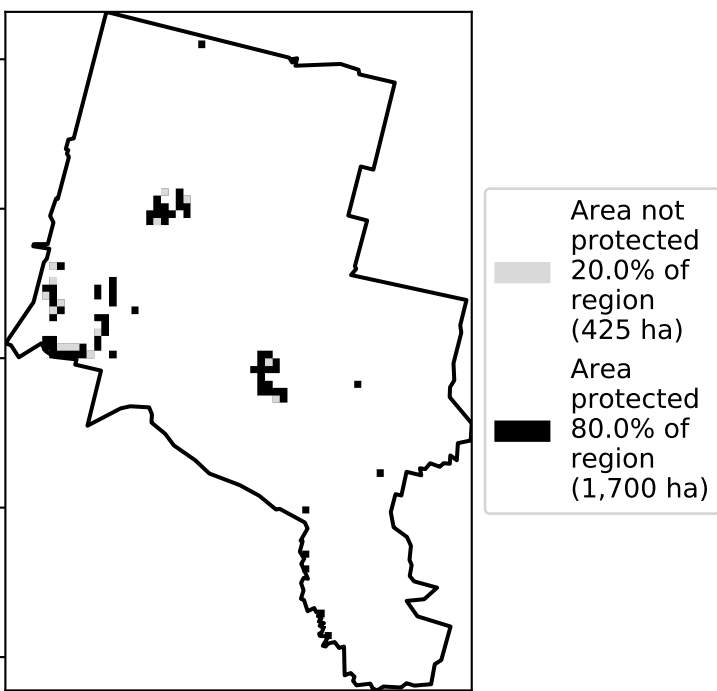 Area not
protected
20.0% of
region
(425 ha)
Area
protected
80.0% of
region
(1,700 ha)